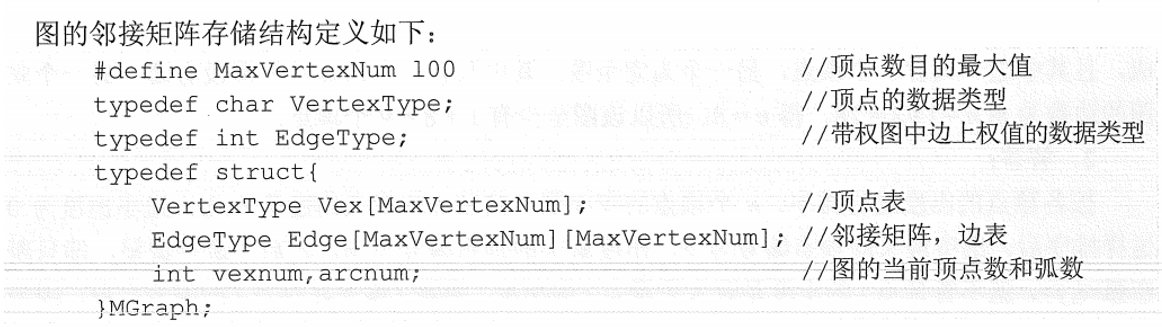 图的邻接矩阵存储结构定义如下：
#define MaxVertexNum 100 //顶点数目的最大值
typedef char VertexType; //顶点的数据类型
typedef int EdgeType; //带权图中边上权值的数据类型
typedef struct{
VertexType Vex[MaxVertexNum]; //顶点表
EdgeType Edge[MaxVertexNum][MaxVertexNum]; //邻接矩阵，边表
int vexnum,arcnum; //图的当前顶点数和弧数
}MGraph;